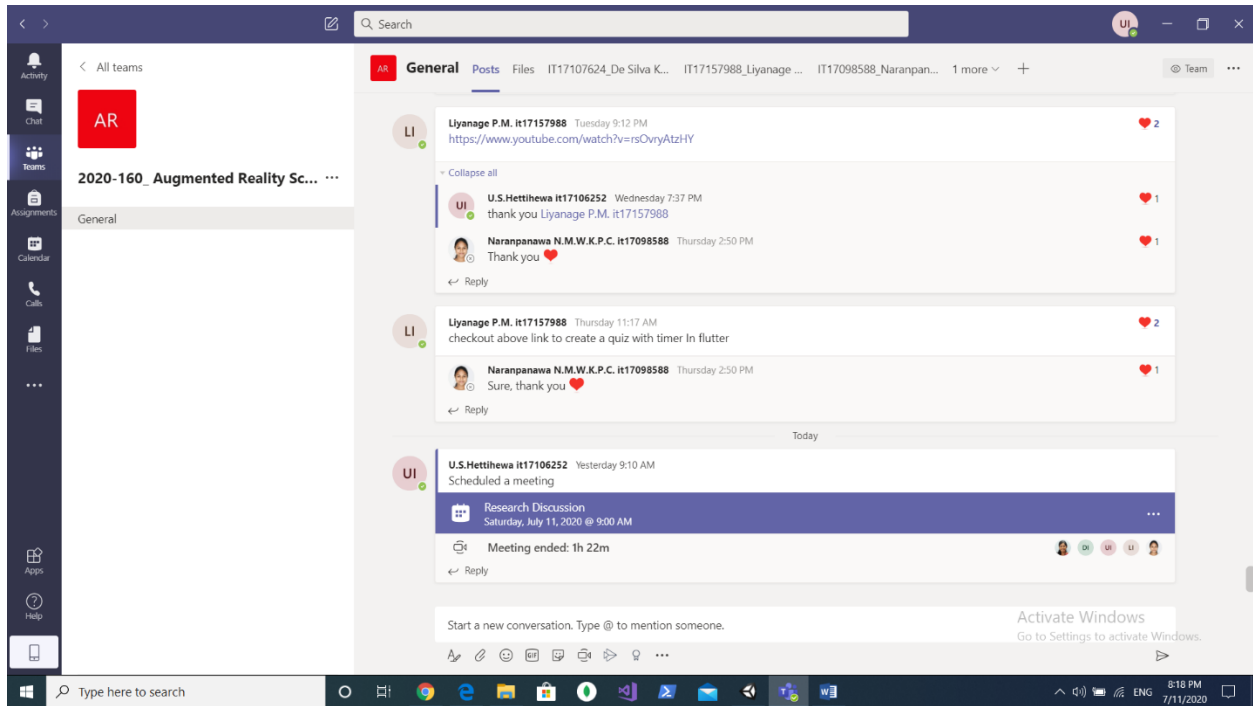 Search
UI
Activity
Chat
Teams
Assignments
Calendar
Calls
Files
Apps
Help
All teams
AR
2020-160_ Augmented Reality Sc... ...
General
AR General Posts Files IT17107624_De Silva K... IT17157988_Liyanage ... IT17098588_Naranpan... 1 more + Team ...
LI
Liyanage P.M. it17157988 Tuesday 9:12 PM
2
https://www.youtube.com/watch?v=rsOvryAtzHY
Collapse all
UI
U.S.Hettihewa it17106252 Wednesday 7:37 PM
1
thank you Liyanage P.M. it17157988
Naranpanawa N.M.W.K.P.C. it17098588 Thursday 2:50 PM
1
Thank you ❤
Reply
LI
Liyanage P.M. it17157988 Thursday 11:17 AM
2
checkout above link to create a quiz with timer In flutter
Naranpanawa N.M.W.K.P.C. it17098588 Thursday 2:50 PM
1
Sure, thank you ❤
Reply
Today
UI
U.S.Hettihewa it17106252 Yesterday 9:10 AM
Scheduled a meeting
Research Discussion
Saturday, July 11, 2020 @ 9:00 AM
...
Meeting ended: 1h 22m
DI UI LI
Reply
Start a new conversation. Type @ to mention someone.
GIF
Activate Windows
Go to Settings to activate Windows.
Type here to search
ENG
8:18 PM
7/11/2020